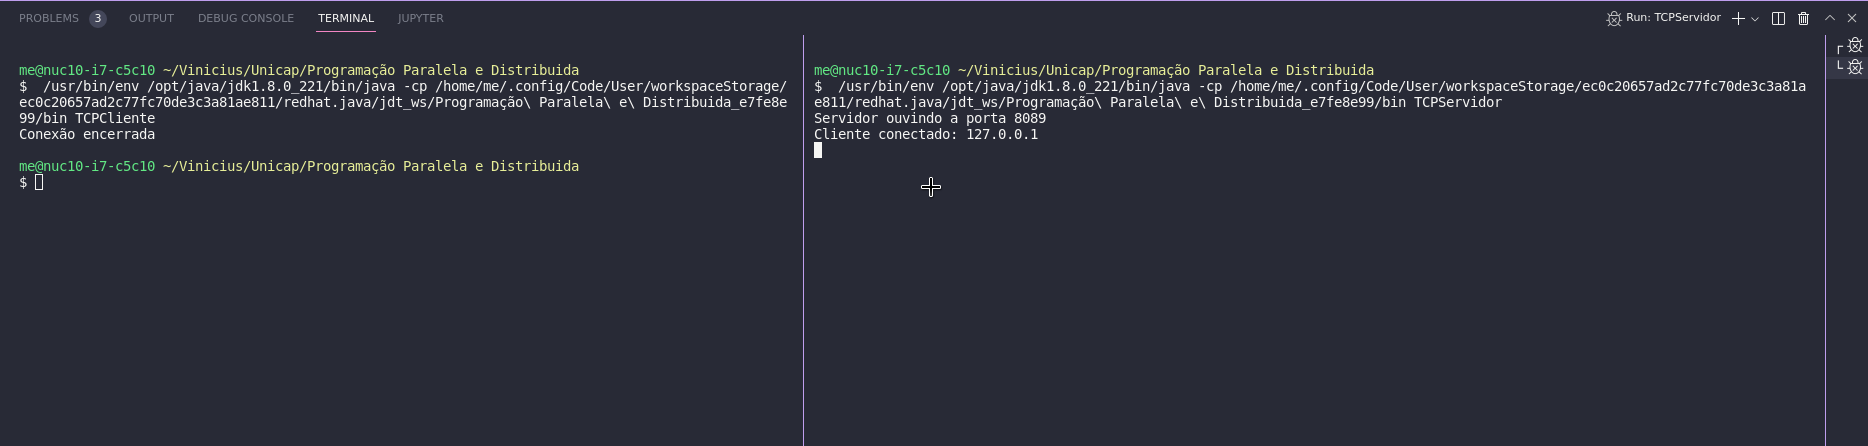 PROBLEMS 3 OUTPUT DEBUG CONSOLE TERMINAL JUPYTER Run: TCPServidor
me@nuc10-i7-c5c10 ~/Vinicius/Unicap/Programação Paralela e Distribuida
$ /usr/bin/env /opt/java/jdk1.8.0_221/bin/java -cp /home/me/.config/Code/User/workspaceStorage/
ec0c20657ad2c77fc70de3c3a81ae811/redhat.java/jdt_ws/Programação\ Paralela\ e\ Distribuida_e7fe8e
99/bin TCPCliente
Conexão encerrada
me@nuc10-i7-c5c10 ~/Vinicius/Unicap/Programação Paralela e Distribuida
$
me@nuc10-i7-c5c10 ~/Vinicius/Unicap/Programação Paralela e Distribuida
$ /usr/bin/env /opt/java/jdk1.8.0_221/bin/java -cp /home/me/.config/Code/User/workspaceStorage/ec0c20657ad2c77fc70de3c3a81a
e811/redhat.java/jdt_ws/Programação\ Paralela\ e\ Distribuida_e7fe8e99/bin TCPServidor
Servidor ouvindo a porta 8089
Cliente conectado: 127.0.0.1